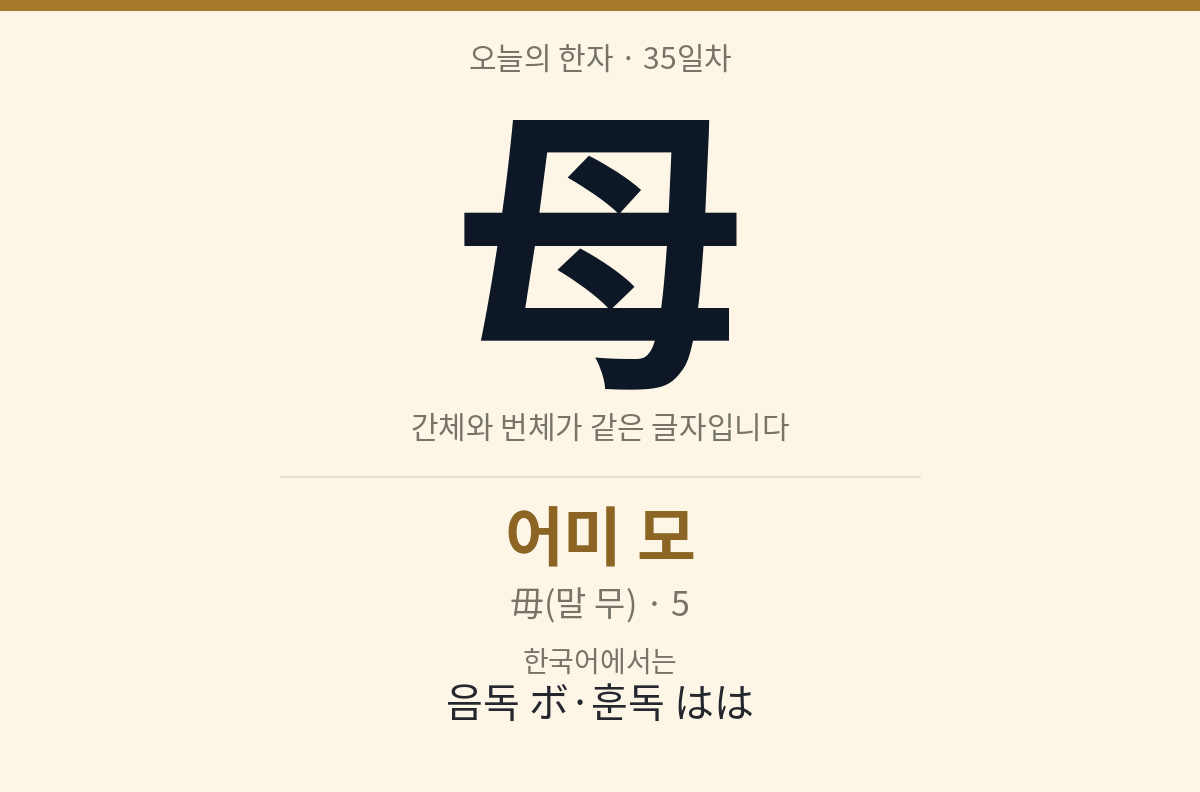 오늘의 한자 · 35일차
母
간체와 번체가 같은 글자입니다
어미 모
毋(말 무) · 5
한국어에서는
음독 ボ · 훈독 はは